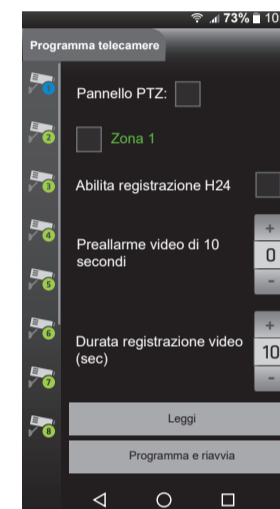 73% 10
Programma telecamere
1
Pannello PTZ:
2
Zona 1
3
Abilita registrazione H24
4
+
Preallarme video di 10
0
secondi
-
5
+
6
Durata registrazione video
10
(sec)
-
7
Leggi
8
Programma e riavvia